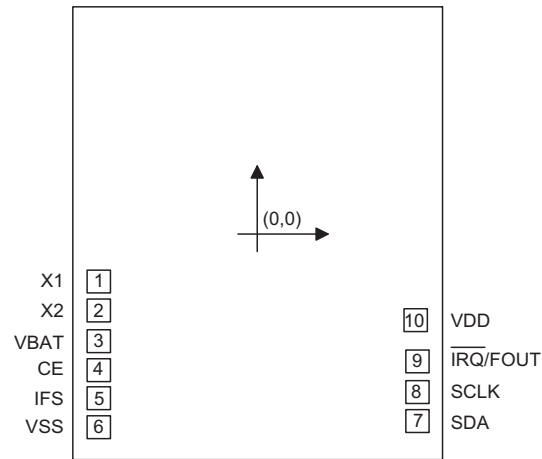 (0,0)
X1 1
X2 2
VBAT 3
CE 4
IFS 5
VSS 6
10 VDD
9 IRQ/FOUT
8 SCLK
7 SDA